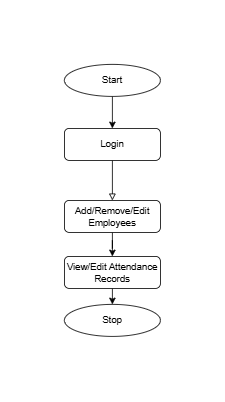 Start
Login
Add/Remove/Edit
Employees
View/Edit Attendance
Records
Stop